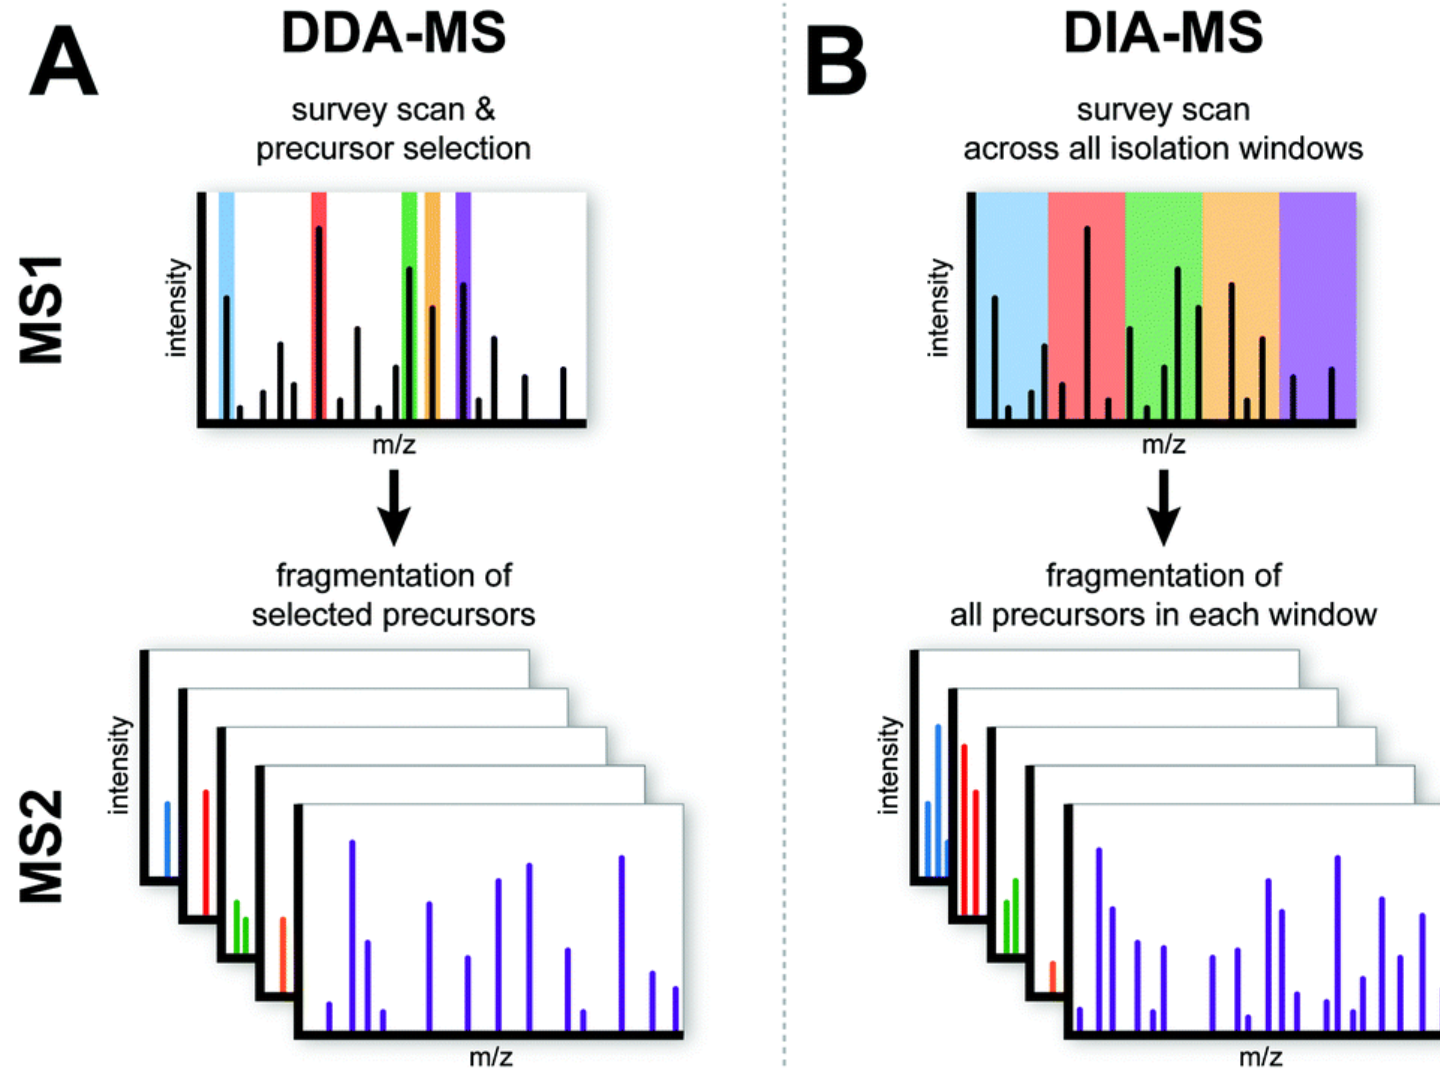 A
DDA-MS
survey scan &
precursor selection
MS1
intensity
m/z
fragmentation of
selected precursors
MS2
intensity
m/z
B
DIA-MS
survey scan
across all isolation windows
intensity
m/z
fragmentation of
all precursors in each window
intensity
m/z